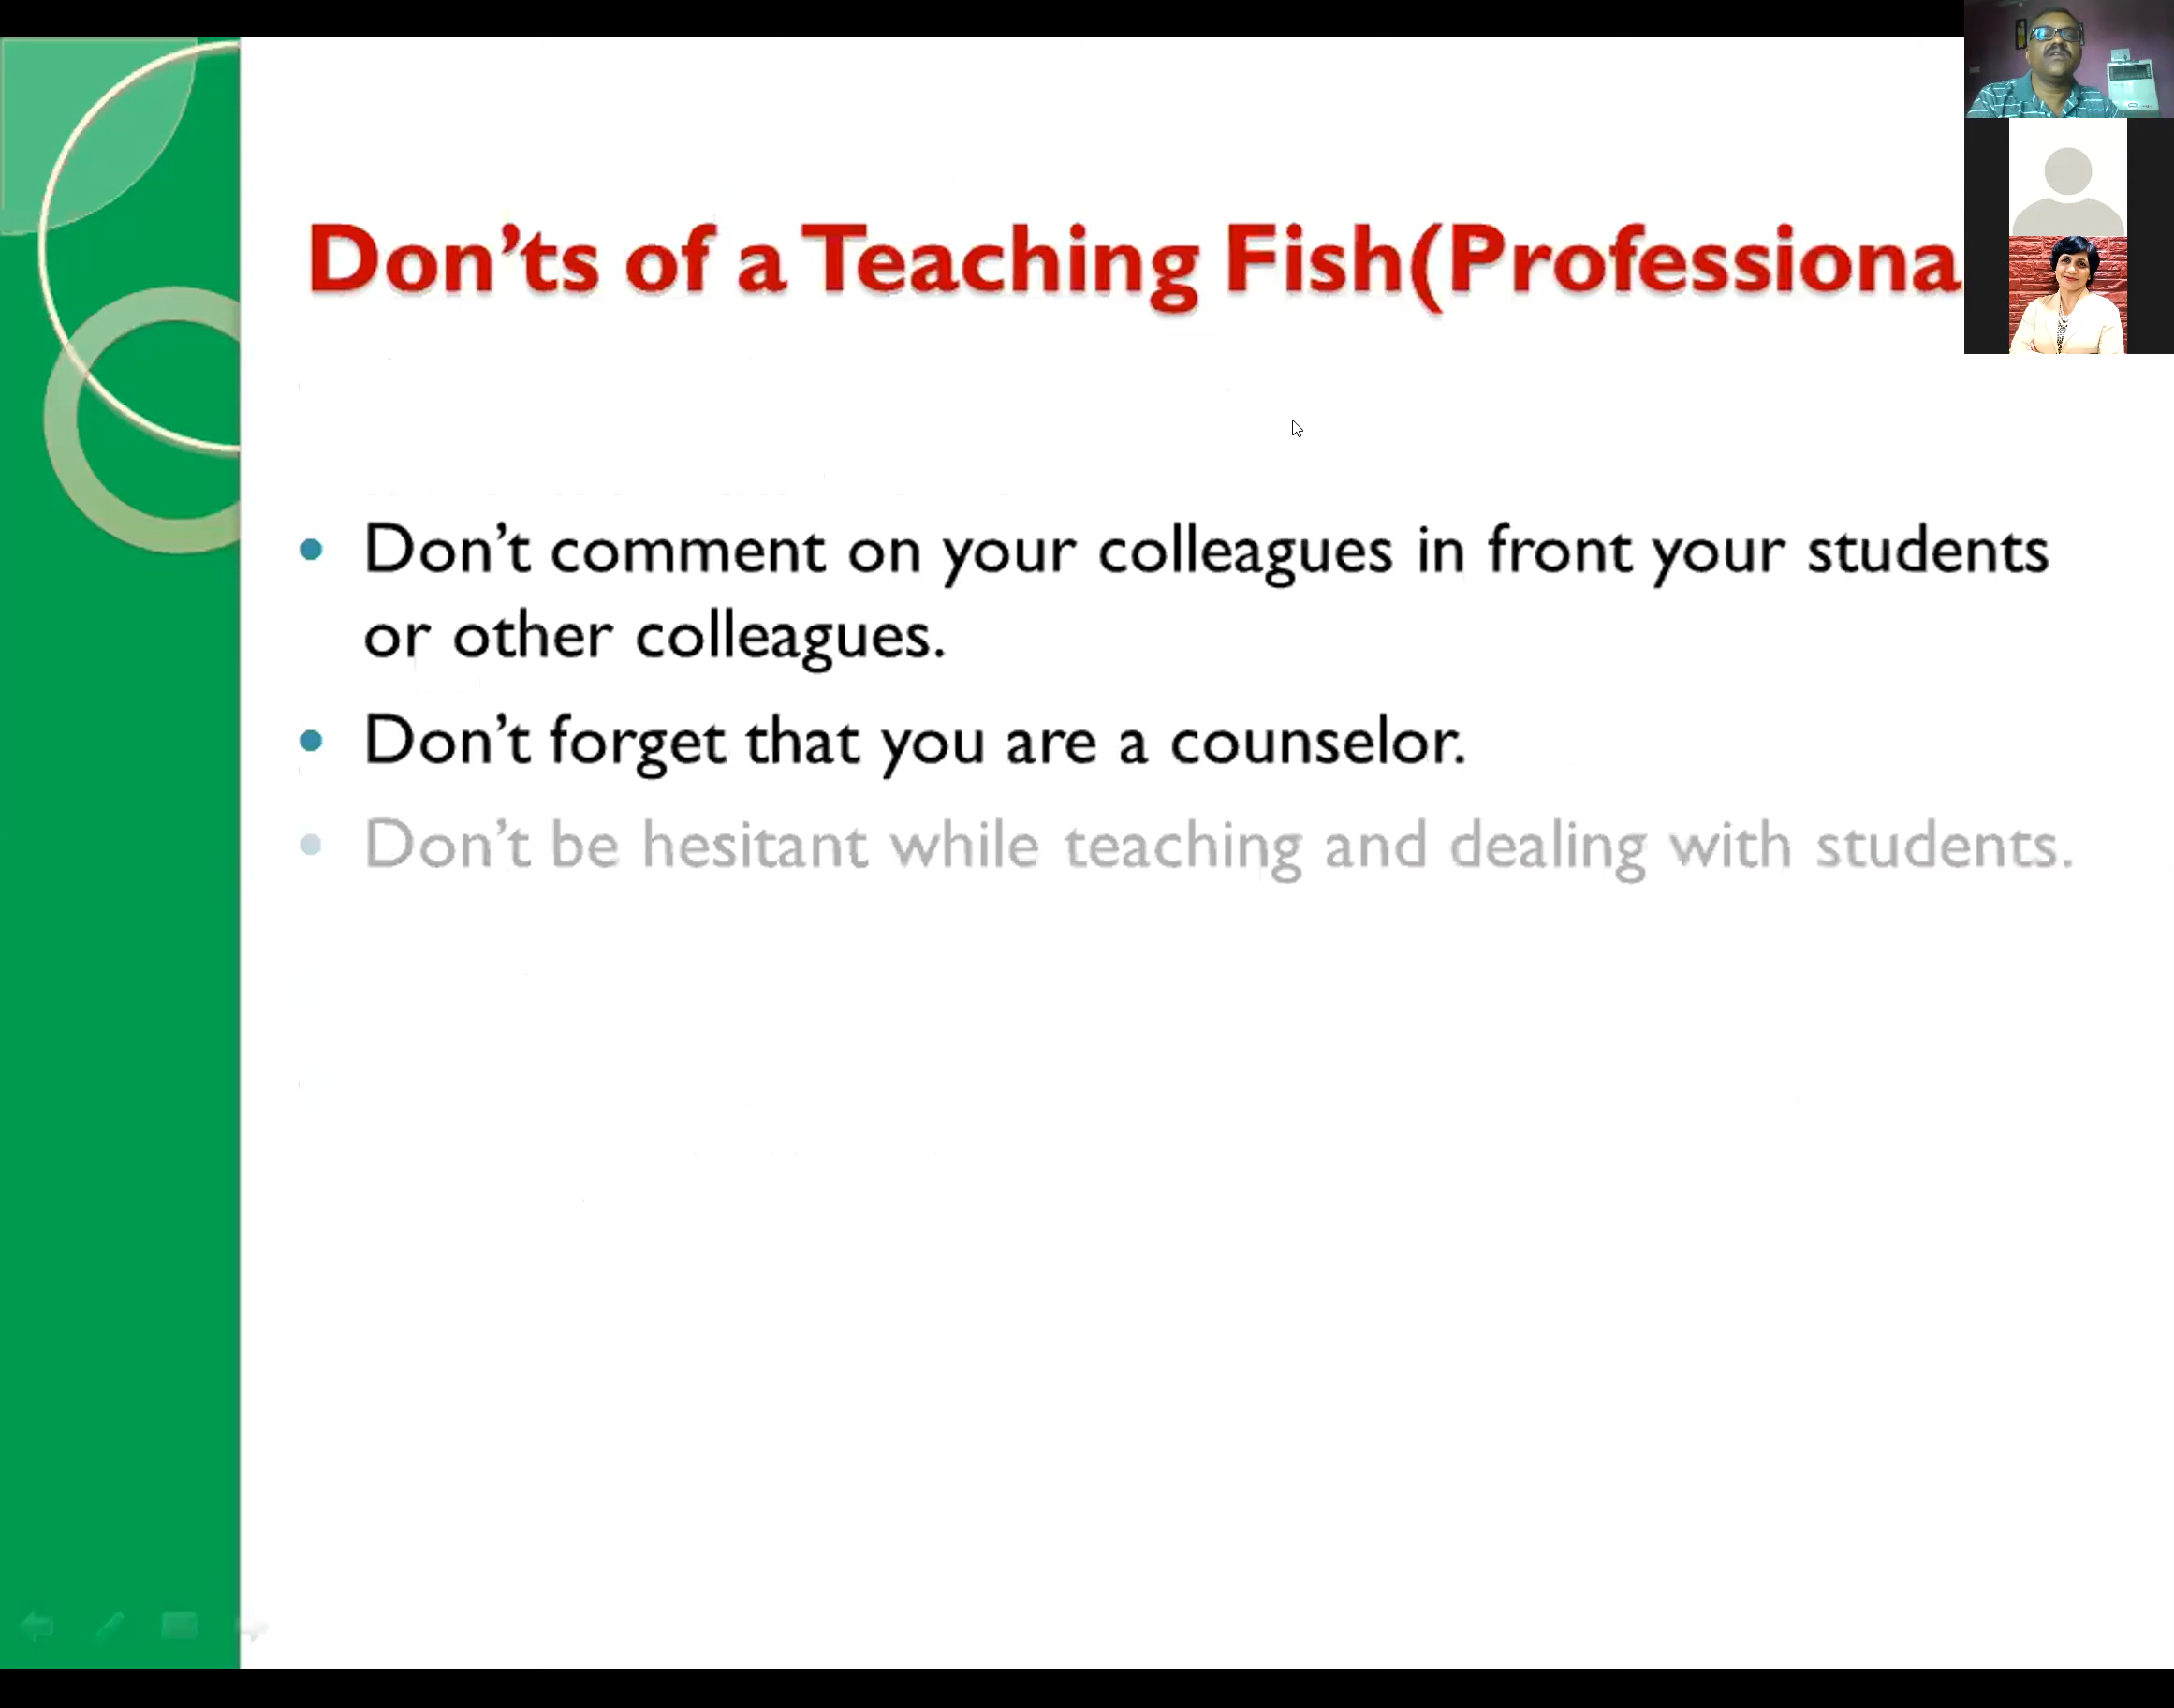 Don’ts of a Teaching Fish(Professiona
Don’t comment on your colleagues in front your students
or other colleagues.
Don’t forget that you are a counselor.
Don’t be hesitant while teaching and dealing with students.